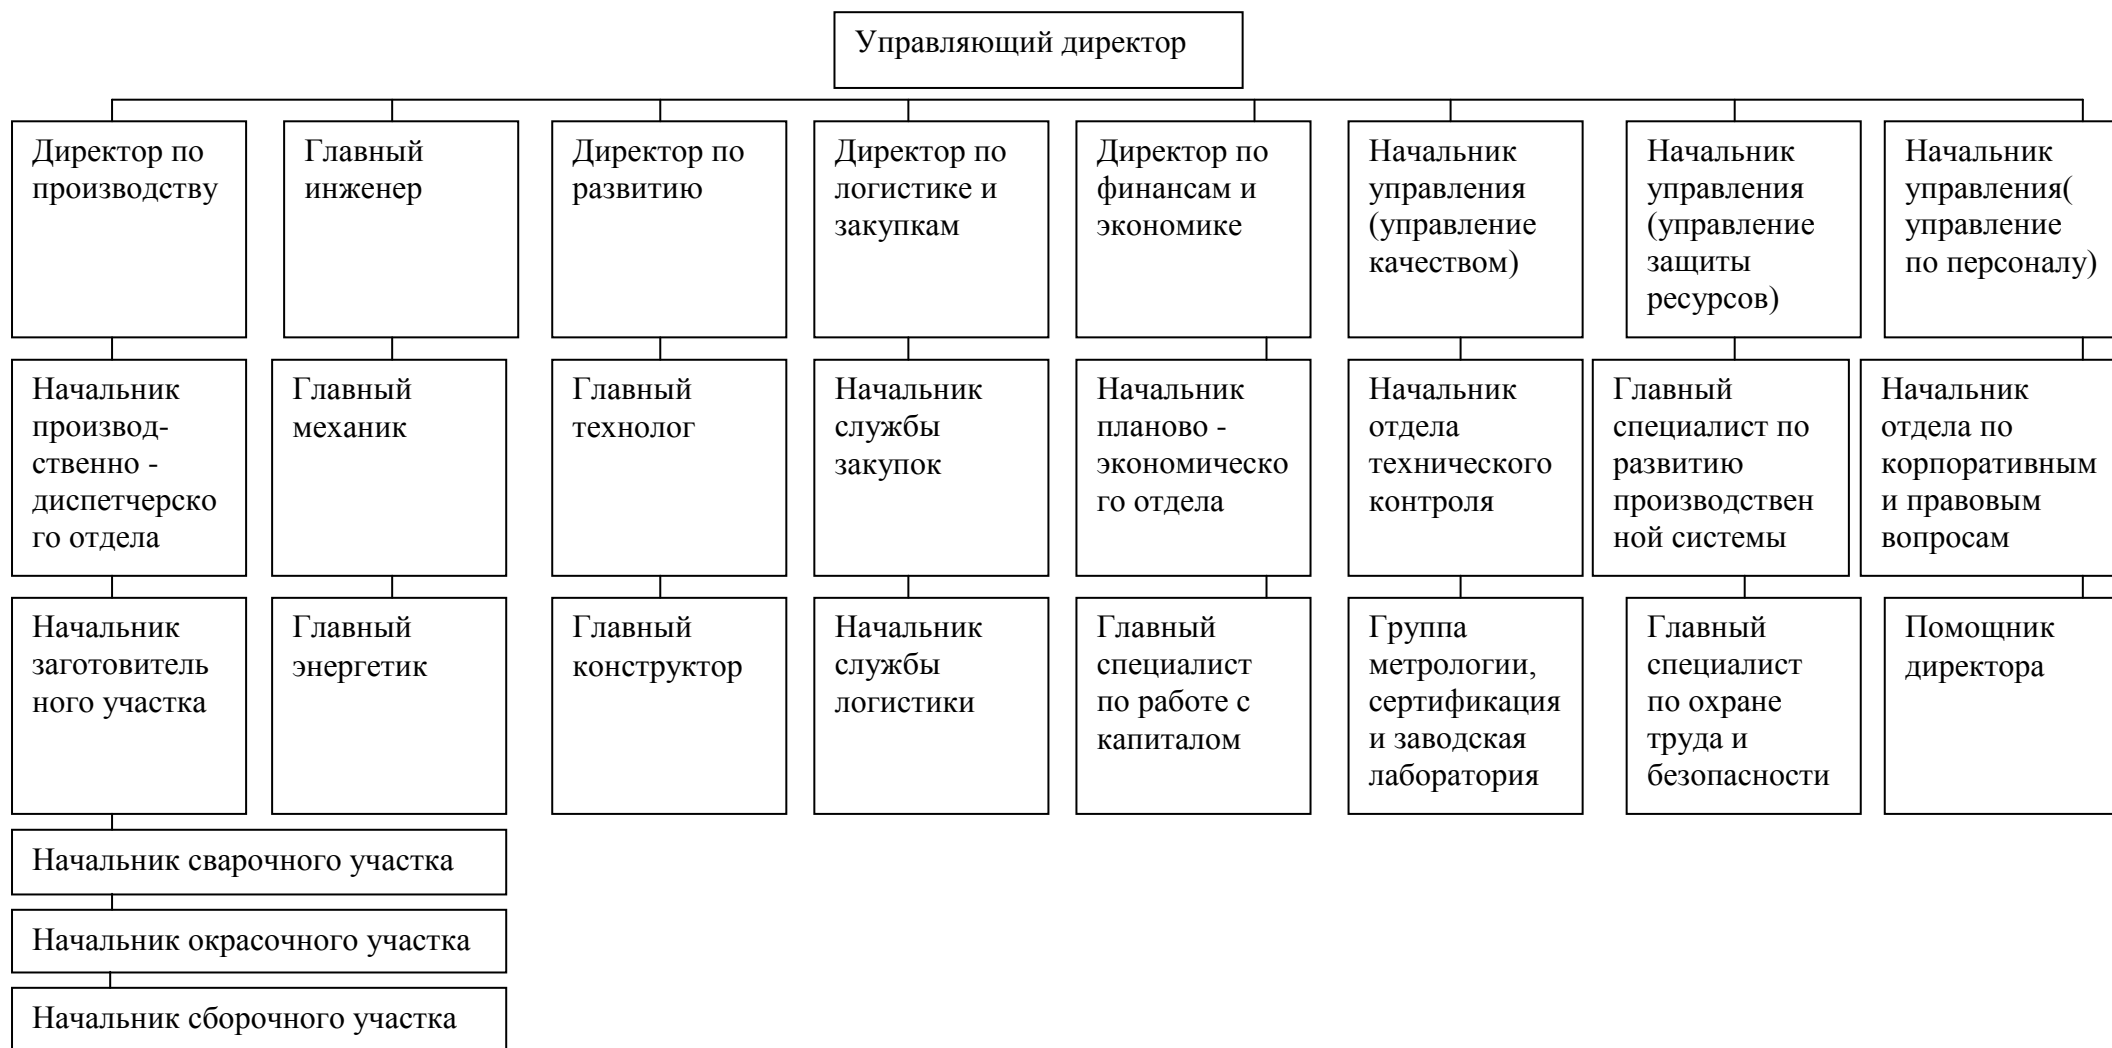 Управляющий директор
Директор по
производству
Главный
инженер
Директор по
развитию
Директор по
логистике и
закупкам
Директор по
финансам и
экономике
Начальник
управления
(управление
качеством)
Начальник
управления
(управление
защиты
ресурсов)
Начальник
управления(
управление
по персоналу)
Начальник
производ-
ственно -
диспетчерско
го отдела
Главный
механик
Главный
технолог
Начальник
службы
закупок
Начальник
планово -
экономическо
го отдела
Начальник
отдела
технического
контроля
Главный
специалист по
развитию
производствен
ной системы
Начальник
отдела по
корпоративным
и правовым
вопросам
Начальник
заготовитель
ного участка
Главный
энергетик
Главный
конструктор
Начальник
службы
логистики
Главный
специалист
по работе с
капиталом
Группа
метрологии,
сертификация
и заводская
лаборатория
Главный
специалист
по охране
труда и
безопасности
Помощник
директора
Начальник сварочного участка
Начальник окрасочного участка
Начальник сборочного участка